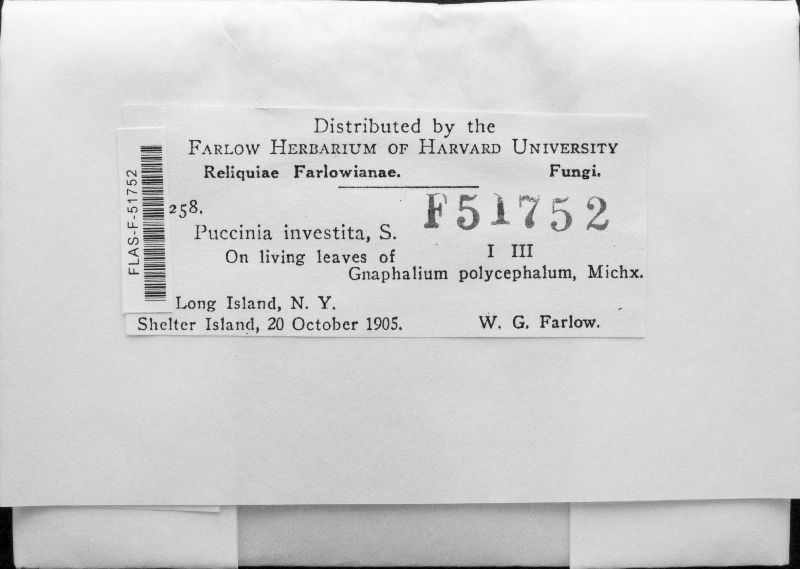 Distributed by the
FARLOW HERBARIUM OF HARVARD UNIVERSITY
Reliquiae Farlowianae. Fungi.
FLAS-F-51752
258.
F51752
Puccinia investita, S.
I III
On living leaves of
Gnaphalium polycephalum, Michx.
Long Island, N. Y.
Shelter Island, 20 October 1905. W. G. Farlow.